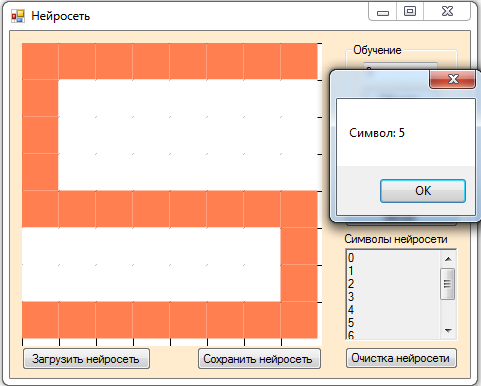 Нейросеть
Обучение
Символ: 5
OK
Символы нейросети
0
1
2
3
4
5
6
Загрузить нейросеть
Сохранить нейросеть
Очистка нейросети